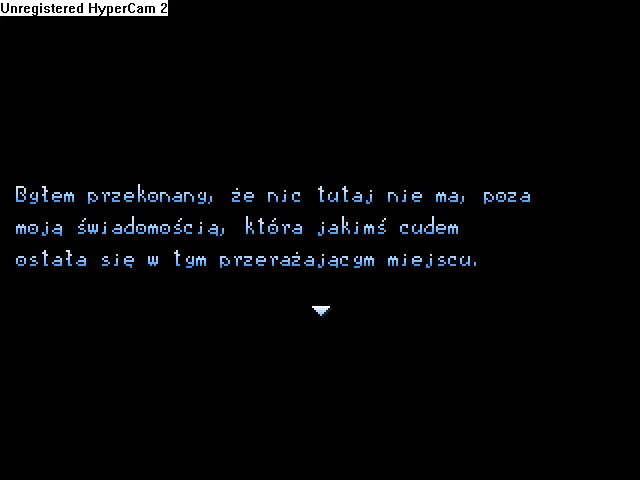 Unregistered HyperCam 2
Byłem przekonany, że nic tutaj nie ma, poza
moją świadomością, która jakimś cudem
ostała się w tym przerażającym miejscu.